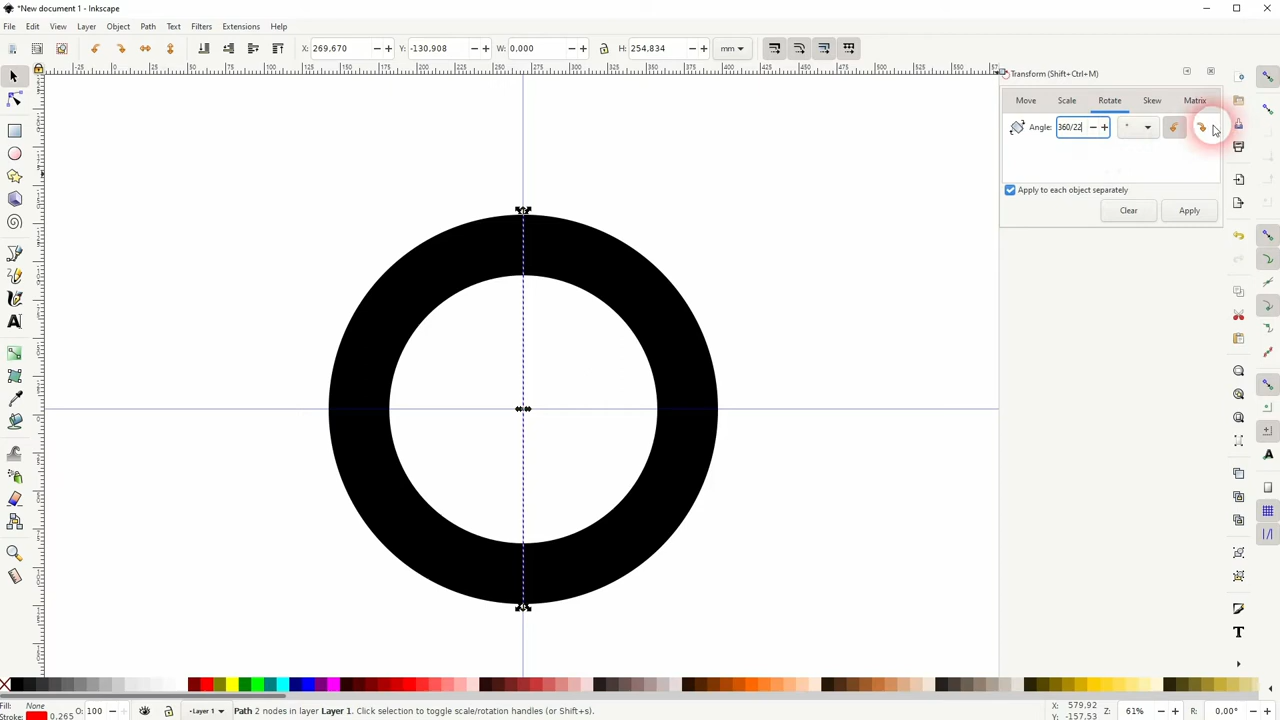 *New document 1 - Inkscape
File Edit View Layer Object Path Text Filters Extensions Help
X: 269.670 Y: -130.908 W: 0.000 H: 254.834 mm
Transform (Shift+Ctrl+M)
Move Scale Rotate Skew Matrix
Angle: 360/22 °
Apply to each object separately
Clear Apply
Fill: None
Stroke: 0.265
O: 100
Layer 1
Path 2 nodes in layer Layer 1. Click selection to toggle scale/rotation handles (or Shift+s).
X: 579.92
Y: -157.53
Z: 61%
R: 0.00°